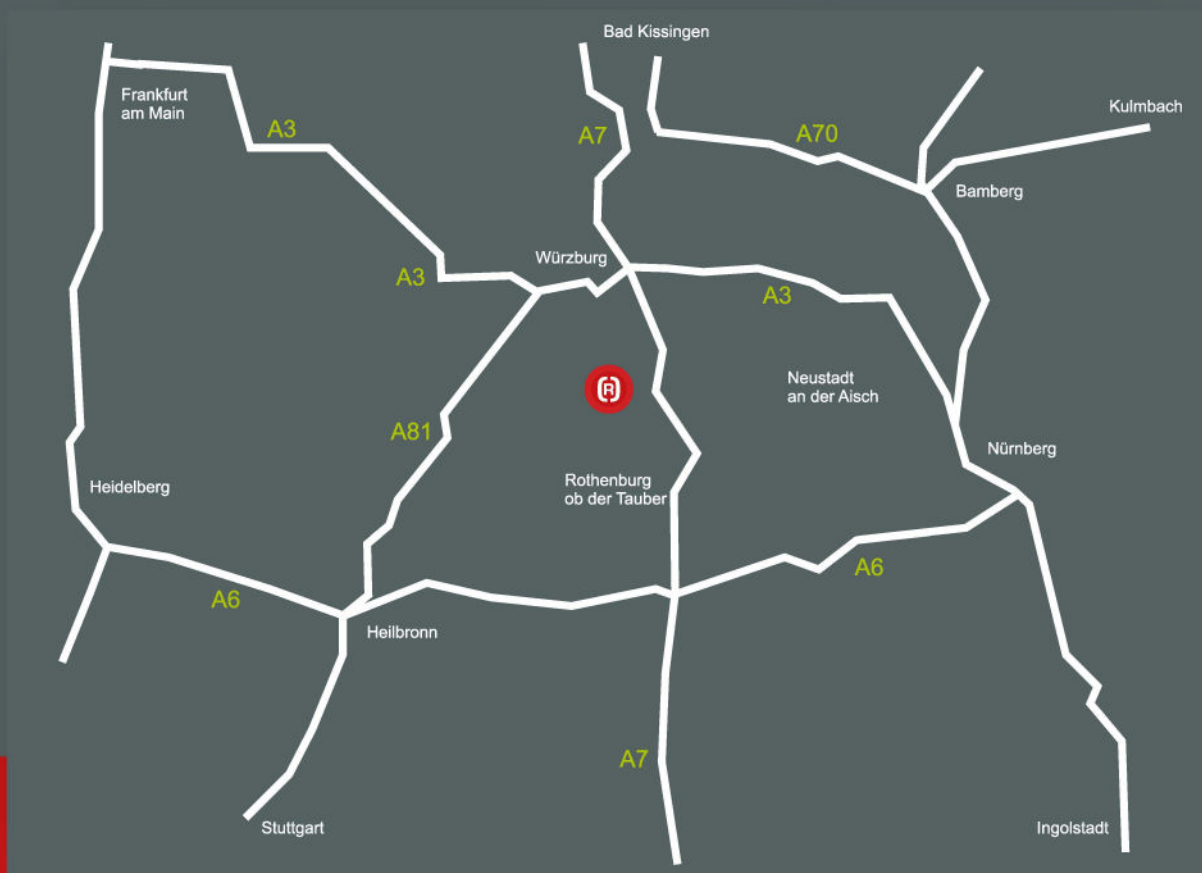 Bad Kissingen
Frankfurt
am Main
Kulmbach
A3
A7
A70
Bamberg
Würzburg
A3
A3
R
Neustadt
an der Aisch
A81
Nürnberg
Heidelberg
Rothenburg
ob der Tauber
A6
A6
Heilbronn
A7
Stuttgart
Ingolstadt